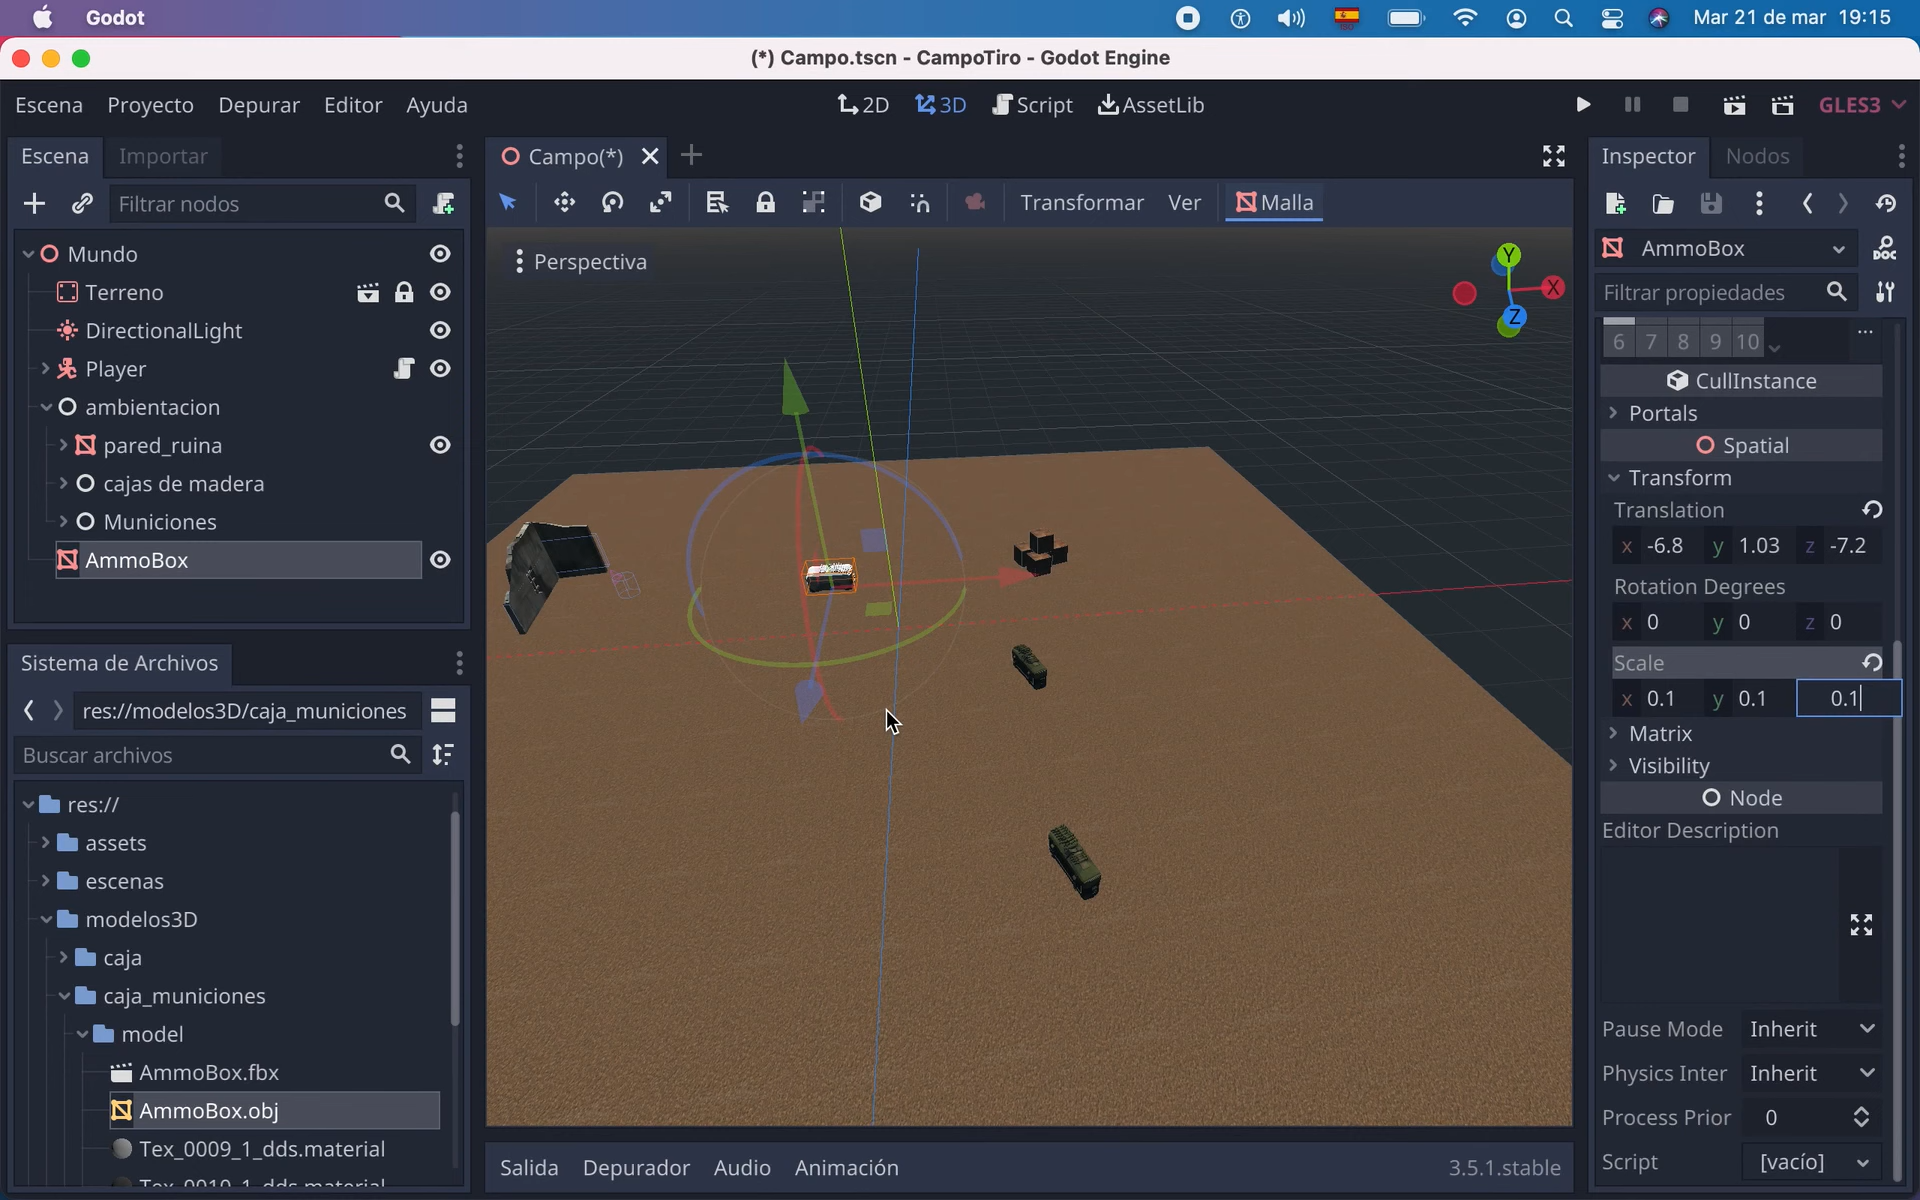 Godot
Mar 21 de mar 19:15
(*) Campo.tscn - CampoTiro - Godot Engine
Escena Proyecto Depurar Editor Ayuda
2D 3D Script AssetLib
GLES3
Escena Importar
Filtrar nodos
Mundo
Terreno
DirectionalLight
Player
ambientacion
pared_ruina
cajas de madera
Municiones
AmmoBox
Sistema de Archivos
res://modelos3D/caja_municiones
Buscar archivos
res://
assets
escenas
modelos3D
caja
caja_municiones
model
AmmoBox.fbx
AmmoBox.obj
Tex_0009_1_dds.material
Tex_0010_1_dds.material
Campo(*)
Transformar Ver Malla
Perspectiva
Y
X
Z
Salida Depurador Audio Animación
3.5.1.stable
Inspector Nodos
AmmoBox
DOC
Filtrar propiedades
6 7 8 9 10
CullInstance
Portals
Spatial
Transform
Translation
x -6.8 y 1.03 z -7.2
Rotation Degrees
x 0 y 0 z 0
Scale
x 0.1 y 0.1 0.1
Matrix
Visibility
Node
Editor Description
Pause Mode Inherit
Physics Inter Inherit
Process Prior 0
Script [vacío]